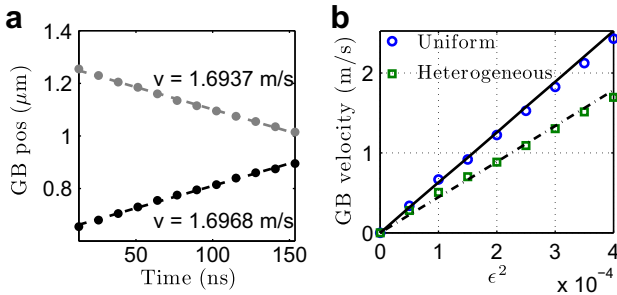 a
1.4
1.2
1
0.8
GB pos (μm)
v = 1.6937 m/s
v = 1.6968 m/s
50
100
150
Time (ns)
b
Uniform
Heterogeneous
2
1
0
GB velocity (m/s)
0
1
2
3
4
ϵ²
x 10⁻⁴